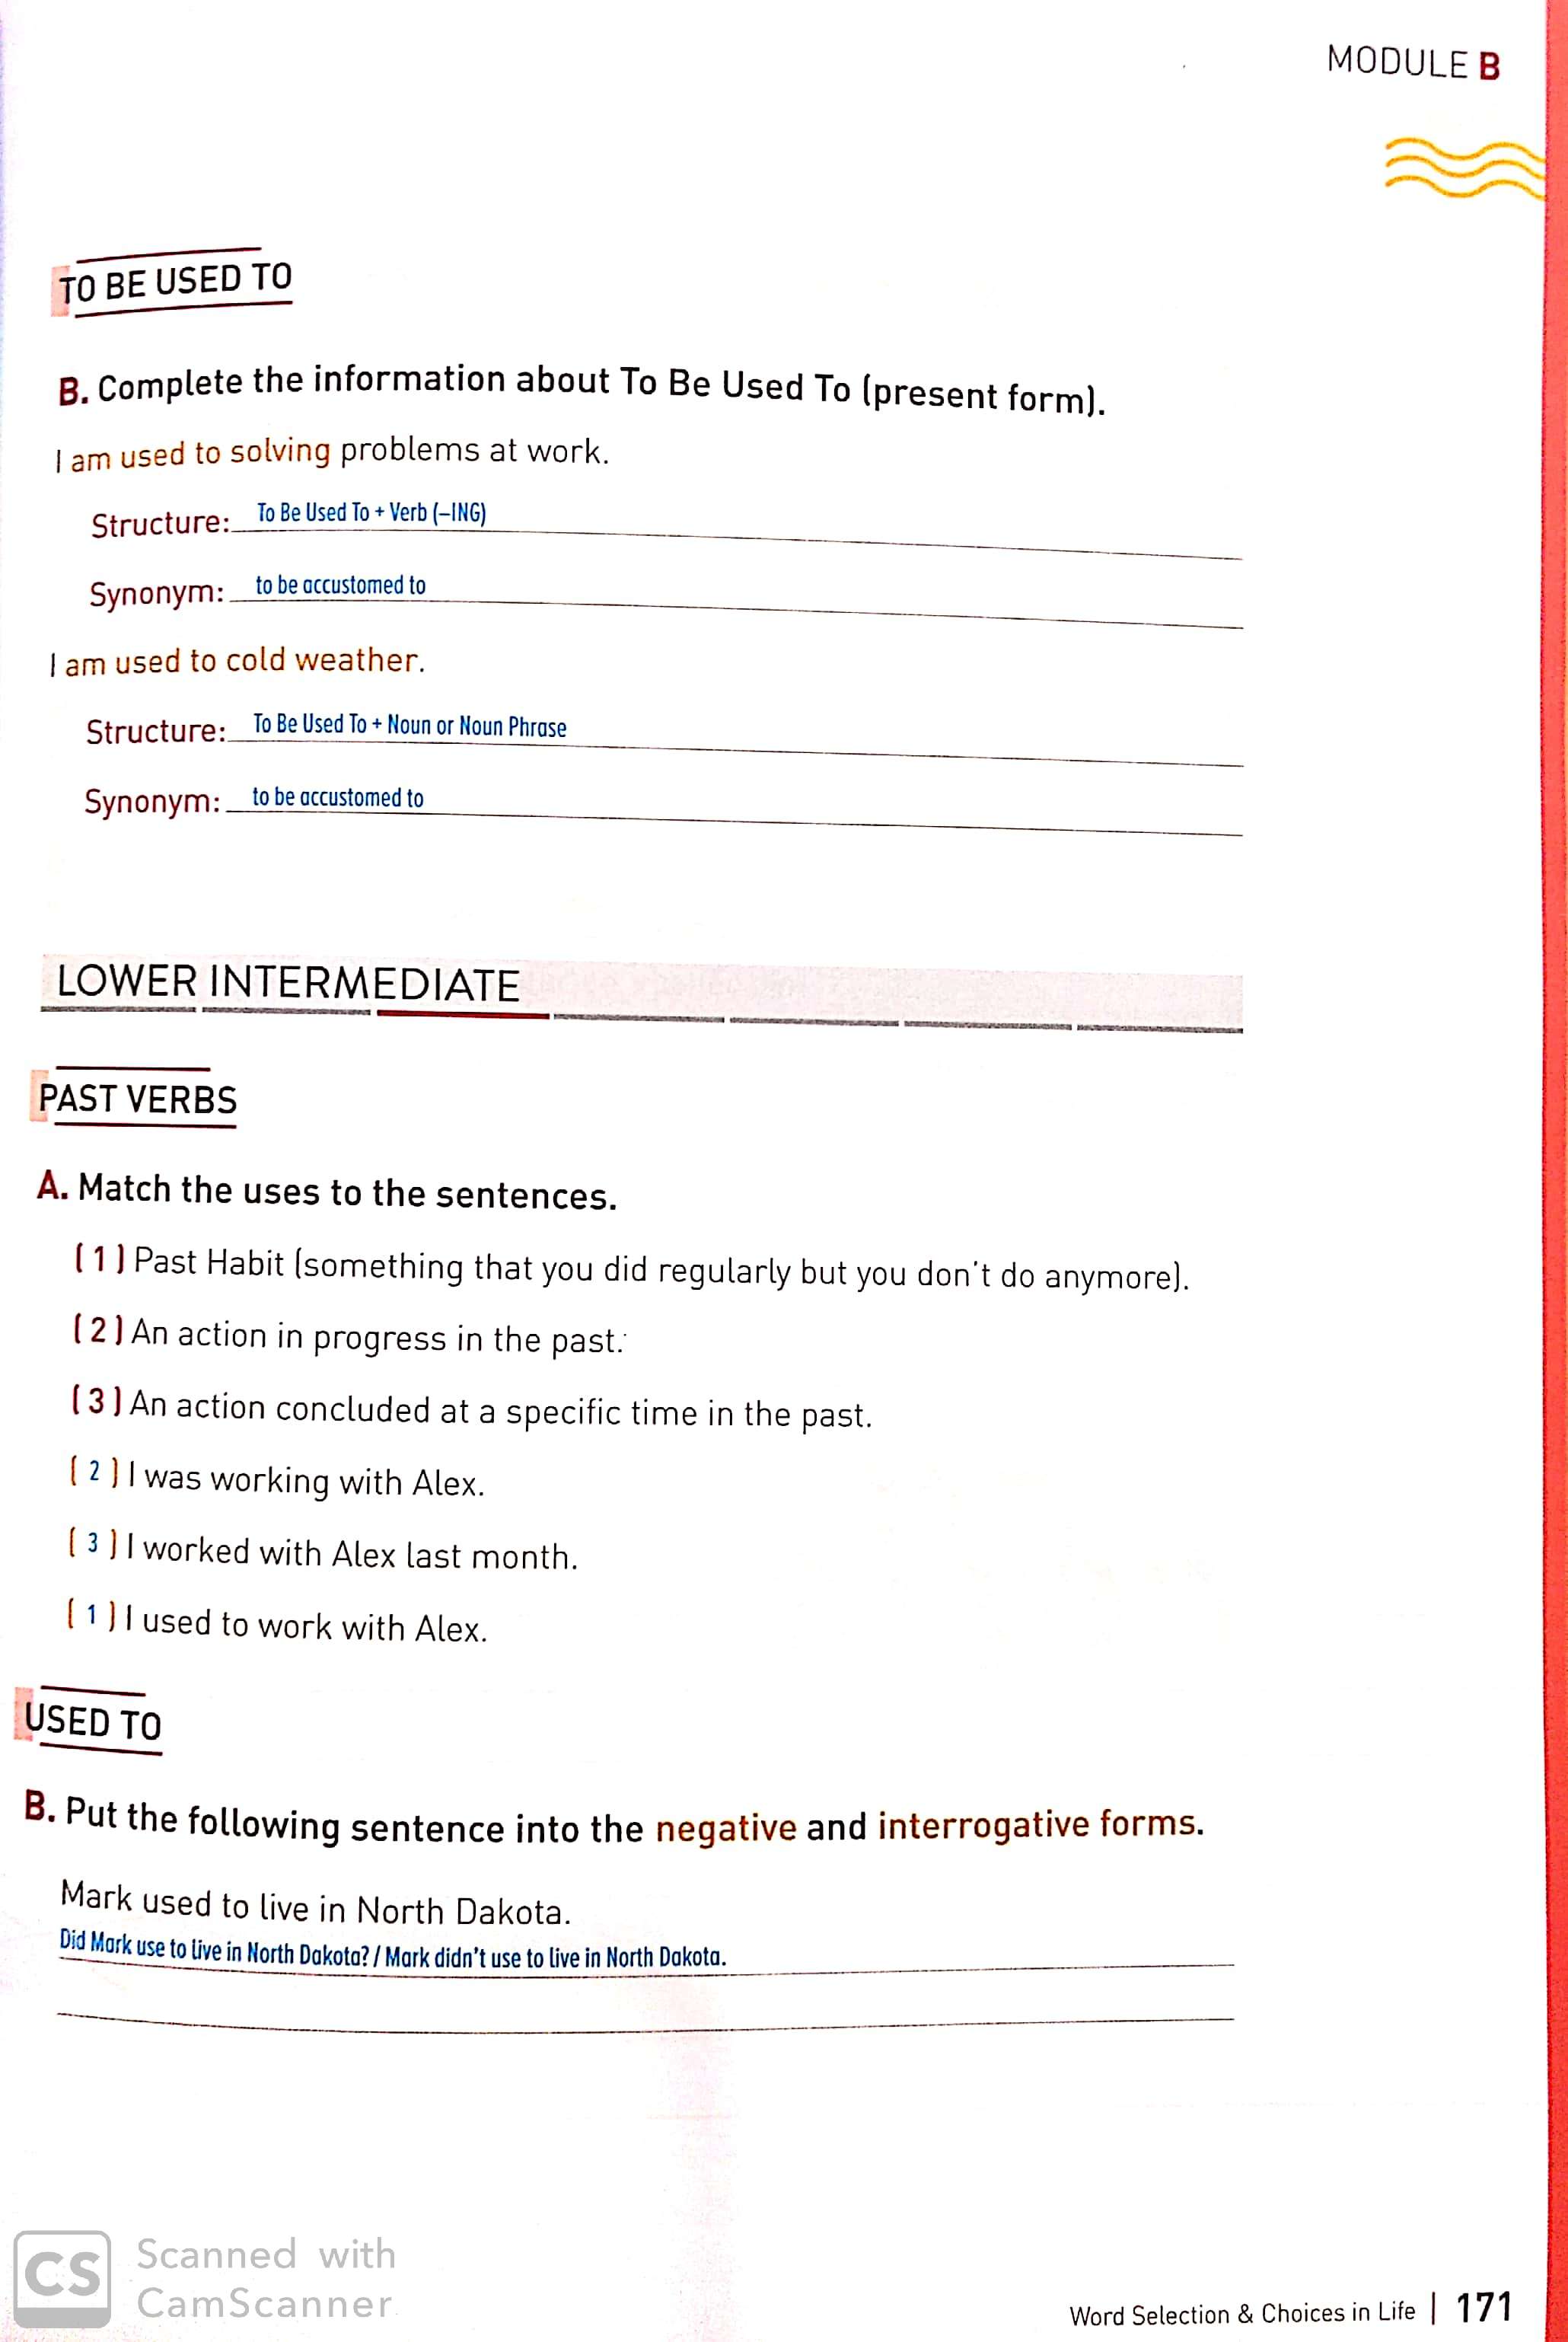 MODULE B
TO BE USED TO
B. Complete the information about To Be Used To (present form).
I am used to solving problems at work.
Structure: To Be Used To + Verb (–ING)
Synonym: to be accustomed to
I am used to cold weather.
Structure: To Be Used To + Noun or Noun Phrase
Synonym: to be accustomed to
LOWER INTERMEDIATE
PAST VERBS
A. Match the uses to the sentences.
( 1 ) Past Habit (something that you did regularly but you don't do anymore).
( 2 ) An action in progress in the past.
( 3 ) An action concluded at a specific time in the past.
( 2 ) I was working with Alex.
( 3 ) I worked with Alex last month.
( 1 ) I used to work with Alex.
USED TO
B. Put the following sentence into the negative and interrogative forms.
Mark used to live in North Dakota.
Did Mark use to live in North Dakota? / Mark didn't use to live in North Dakota.
CS Scanned with
CamScanner
Word Selection & Choices in Life | 171